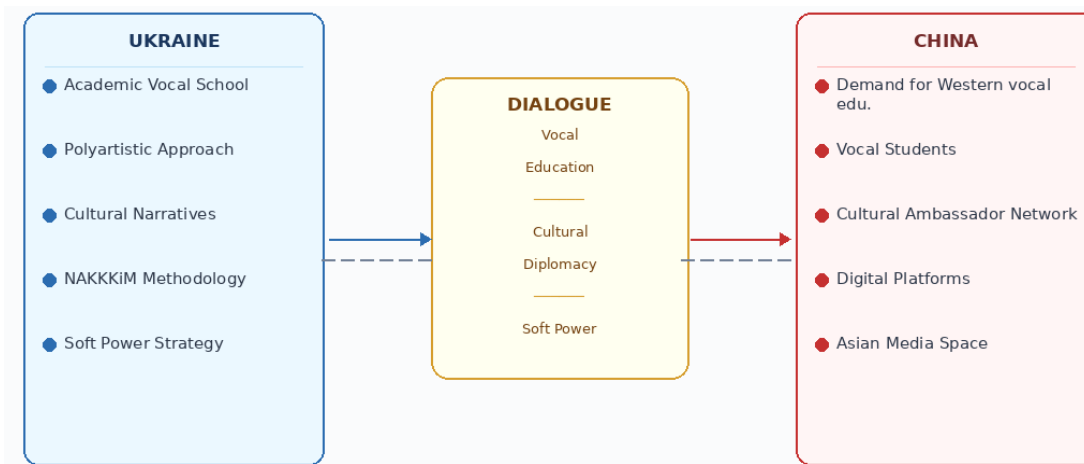 UKRAINE
Academic Vocal School
Polyartistic Approach
Cultural Narratives
NAKKKiM Methodology
Soft Power Strategy
DIALOGUE
Vocal
Education
Cultural
Diplomacy
Soft Power
CHINA
Demand for Western vocal
edu.
Vocal Students
Cultural Ambassador Network
Digital Platforms
Asian Media Space